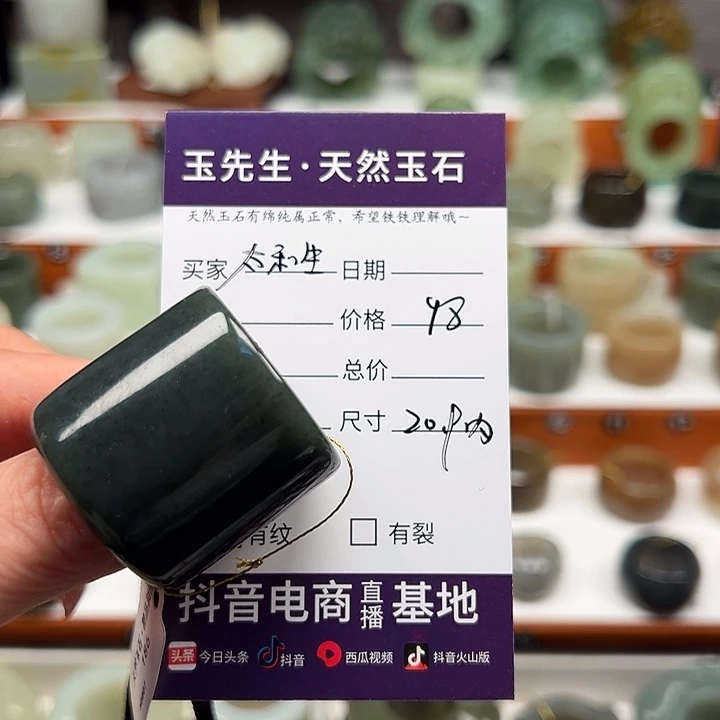 玉先生·天然玉石
天然玉石有绵纯属正常、希望铁铁理解哦~
买家 太和生 日期
价格 48
总价
尺寸 20.9内
有纹 □ 有裂
抖音电商直播基地
头条 今日头条 抖音 西瓜视频 抖音火山版